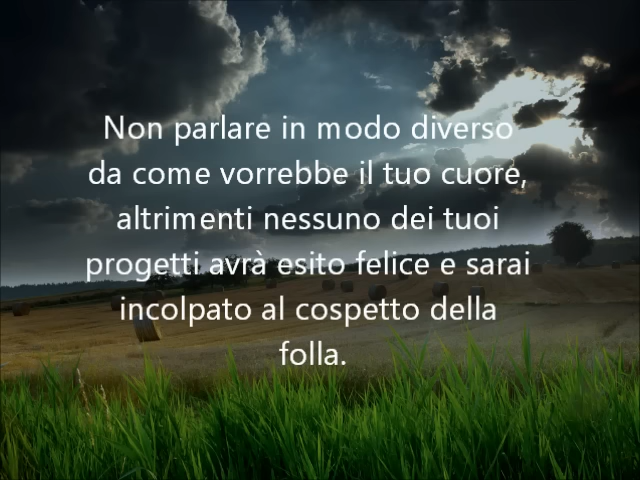 Non parlare in modo diverso
da come vorrebbe il tuo cuore,
altrimenti nessuno dei tuoi
progetti avrà esito felice e sarai
incolpato al cospetto della
folla.